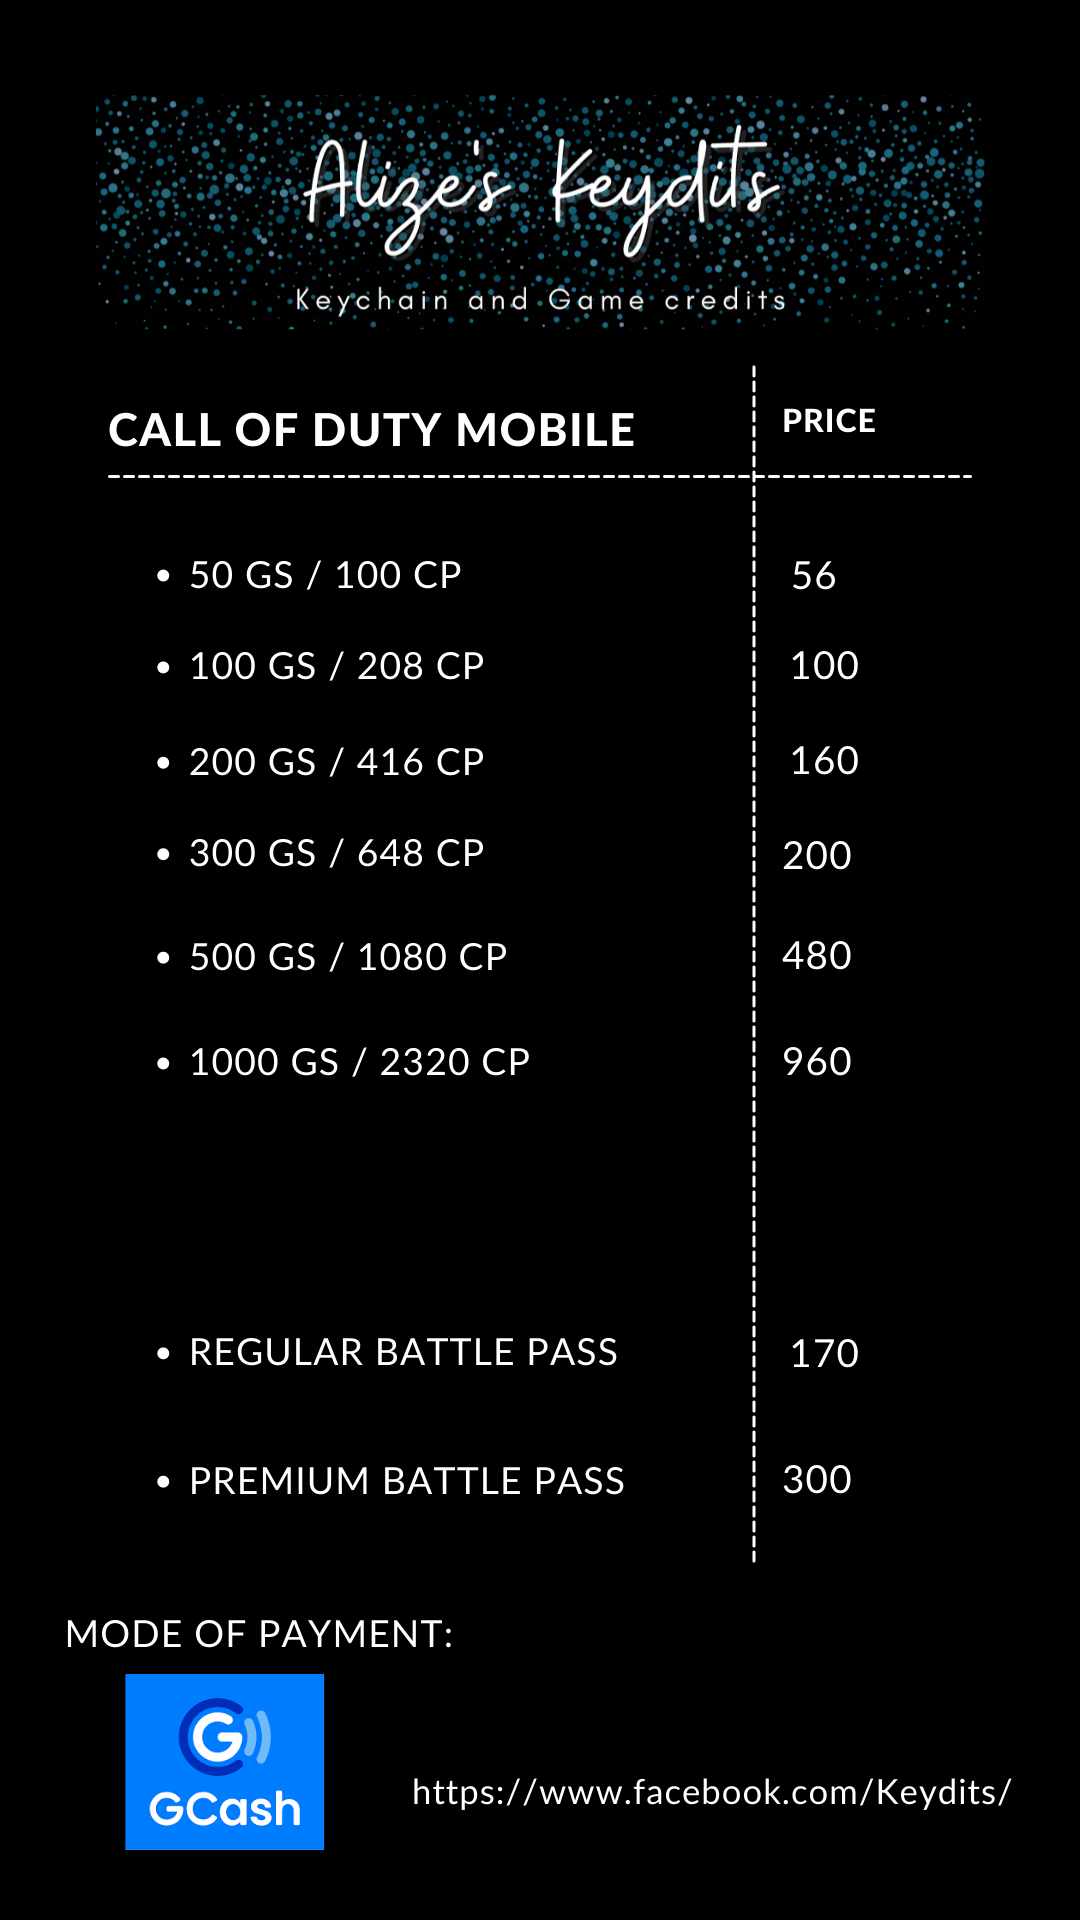 Alize's Keydits
Keychain and Game credits
CALL OF DUTY MOBILE PRICE
• 50 GS / 100 CP 56
• 100 GS / 208 CP 100
• 200 GS / 416 CP 160
• 300 GS / 648 CP 200
• 500 GS / 1080 CP 480
• 1000 GS / 2320 CP 960
• REGULAR BATTLE PASS 170
• PREMIUM BATTLE PASS 300
MODE OF PAYMENT:
G
GCash
https://www.facebook.com/Keydits/